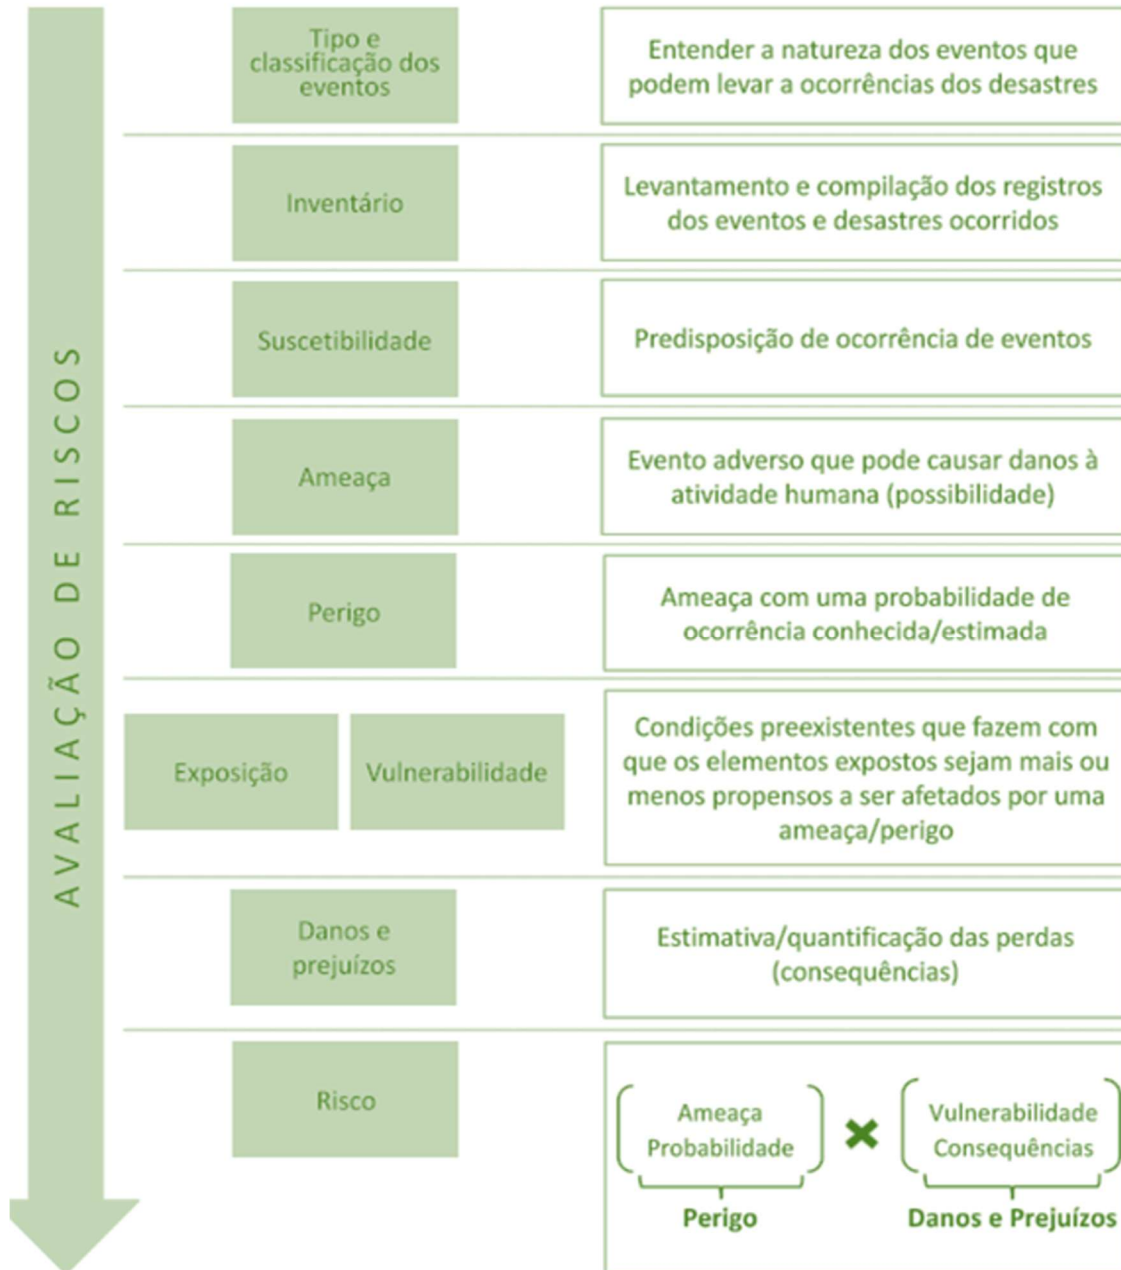 AVALIAÇÃO DE RISCOS
Tipo e
classificação dos
eventos
Entender a natureza dos eventos que
podem levar a ocorrências dos desastres
Inventário
Levantamento e compilação dos registros
dos eventos e desastres ocorridos
Suscetibilidade
Predisposição de ocorrência de eventos
Ameaça
Evento adverso que pode causar danos à
atividade humana (possibilidade)
Perigo
Ameaça com uma probabilidade de
ocorrência conhecida/estimada
Exposição
Vulnerabilidade
Condições preexistentes que fazem com
que os elementos expostos sejam mais ou
menos propensos a ser afetados por uma
ameaça/perigo
Danos e
prejuízos
Estimativa/quantificação das perdas
(consequências)
Risco
Ameaça
Probabilidade
Perigo
×
Vulnerabilidade
Consequências
Danos e Prejuízos